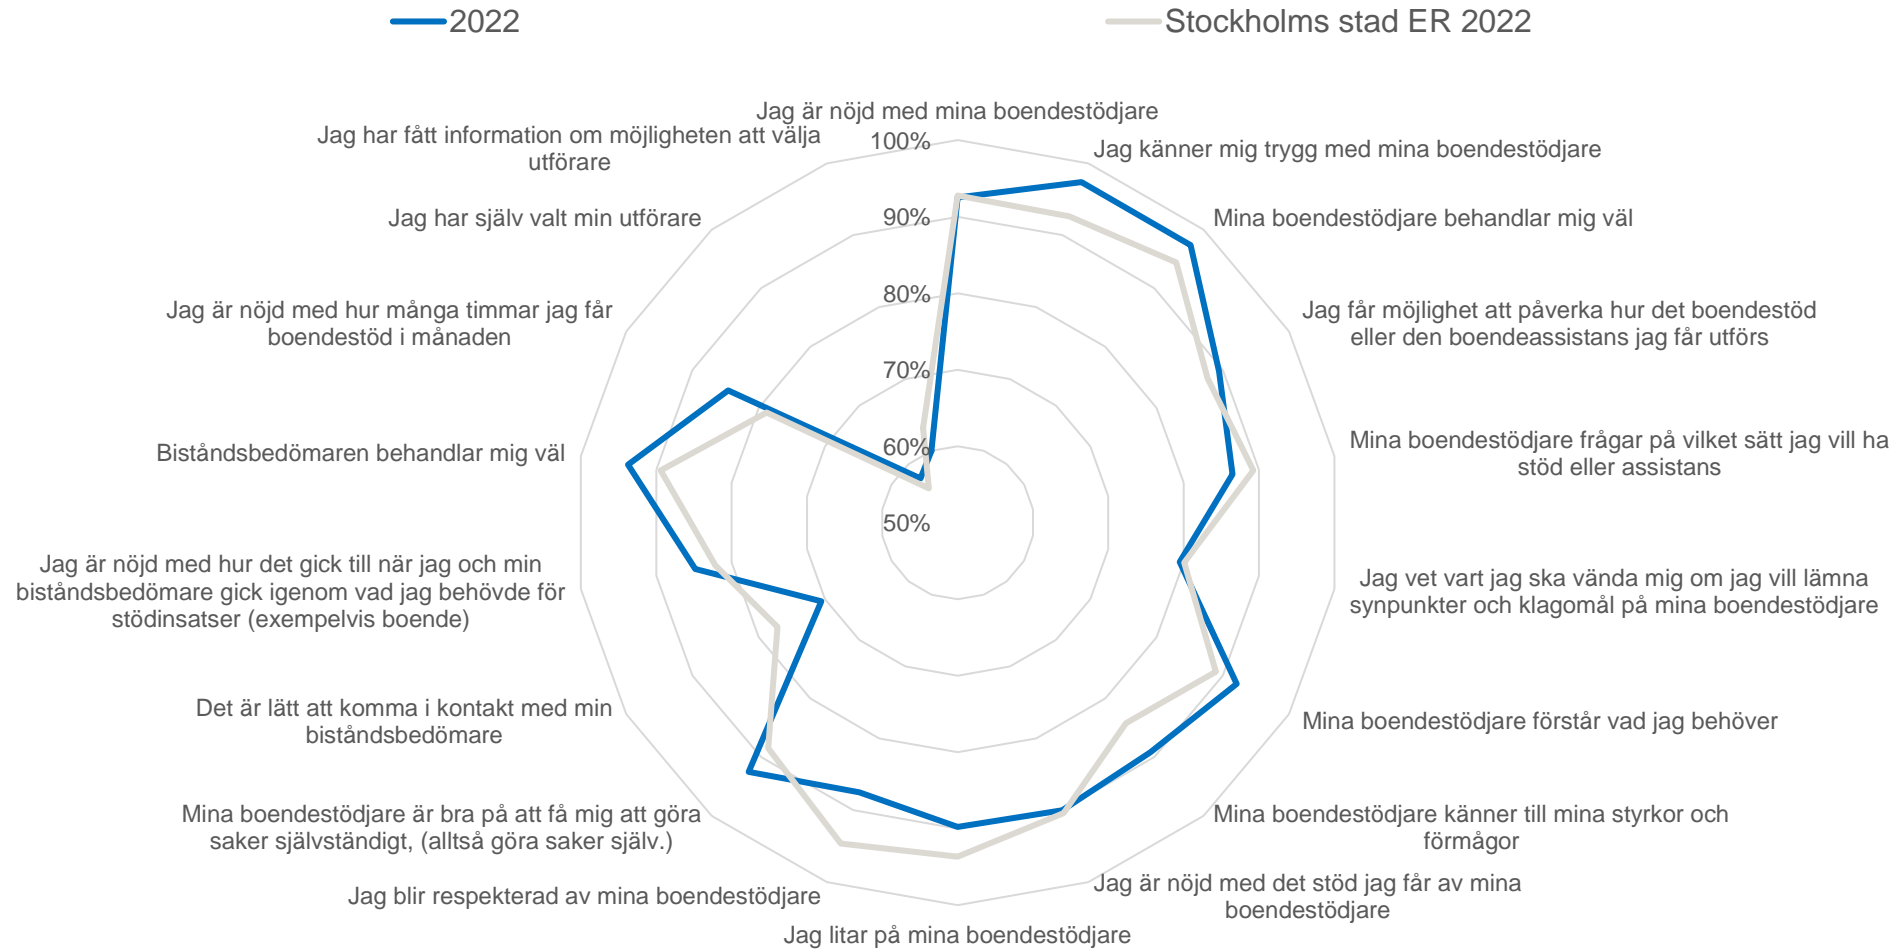 2022
Stockholms stad ER 2022
Jag är nöjd med mina boendestödjare
Jag känner mig trygg med mina boendestödjare
Mina boendestödjare behandlar mig väl
Jag får möjlighet att påverka hur det boendestöd
eller den boendeassistans jag får utförs
Mina boendestödjare frågar på vilket sätt jag vill ha
stöd eller assistans
Jag vet vart jag ska vända mig om jag vill lämna
synpunkter och klagomål på mina boendestödjare
Mina boendestödjare förstår vad jag behöver
Mina boendestödjare känner till mina styrkor och
förmågor
Jag är nöjd med det stöd jag får av mina
boendestödjare
Jag litar på mina boendestödjare
Jag blir respekterad av mina boendestödjare
Mina boendestödjare är bra på att få mig att göra
saker självständigt, (alltså göra saker själv.)
Det är lätt att komma i kontakt med min
biståndsbedömare
Jag är nöjd med hur det gick till när jag och min
biståndsbedömare gick igenom vad jag behövde för
stödinsatser (exempelvis boende)
Biståndsbedömaren behandlar mig väl
Jag är nöjd med hur många timmar jag får
boendestöd i månaden
Jag har själv valt min utförare
Jag har fått information om möjligheten att välja
utförare
100%
90%
80%
70%
60%
50%